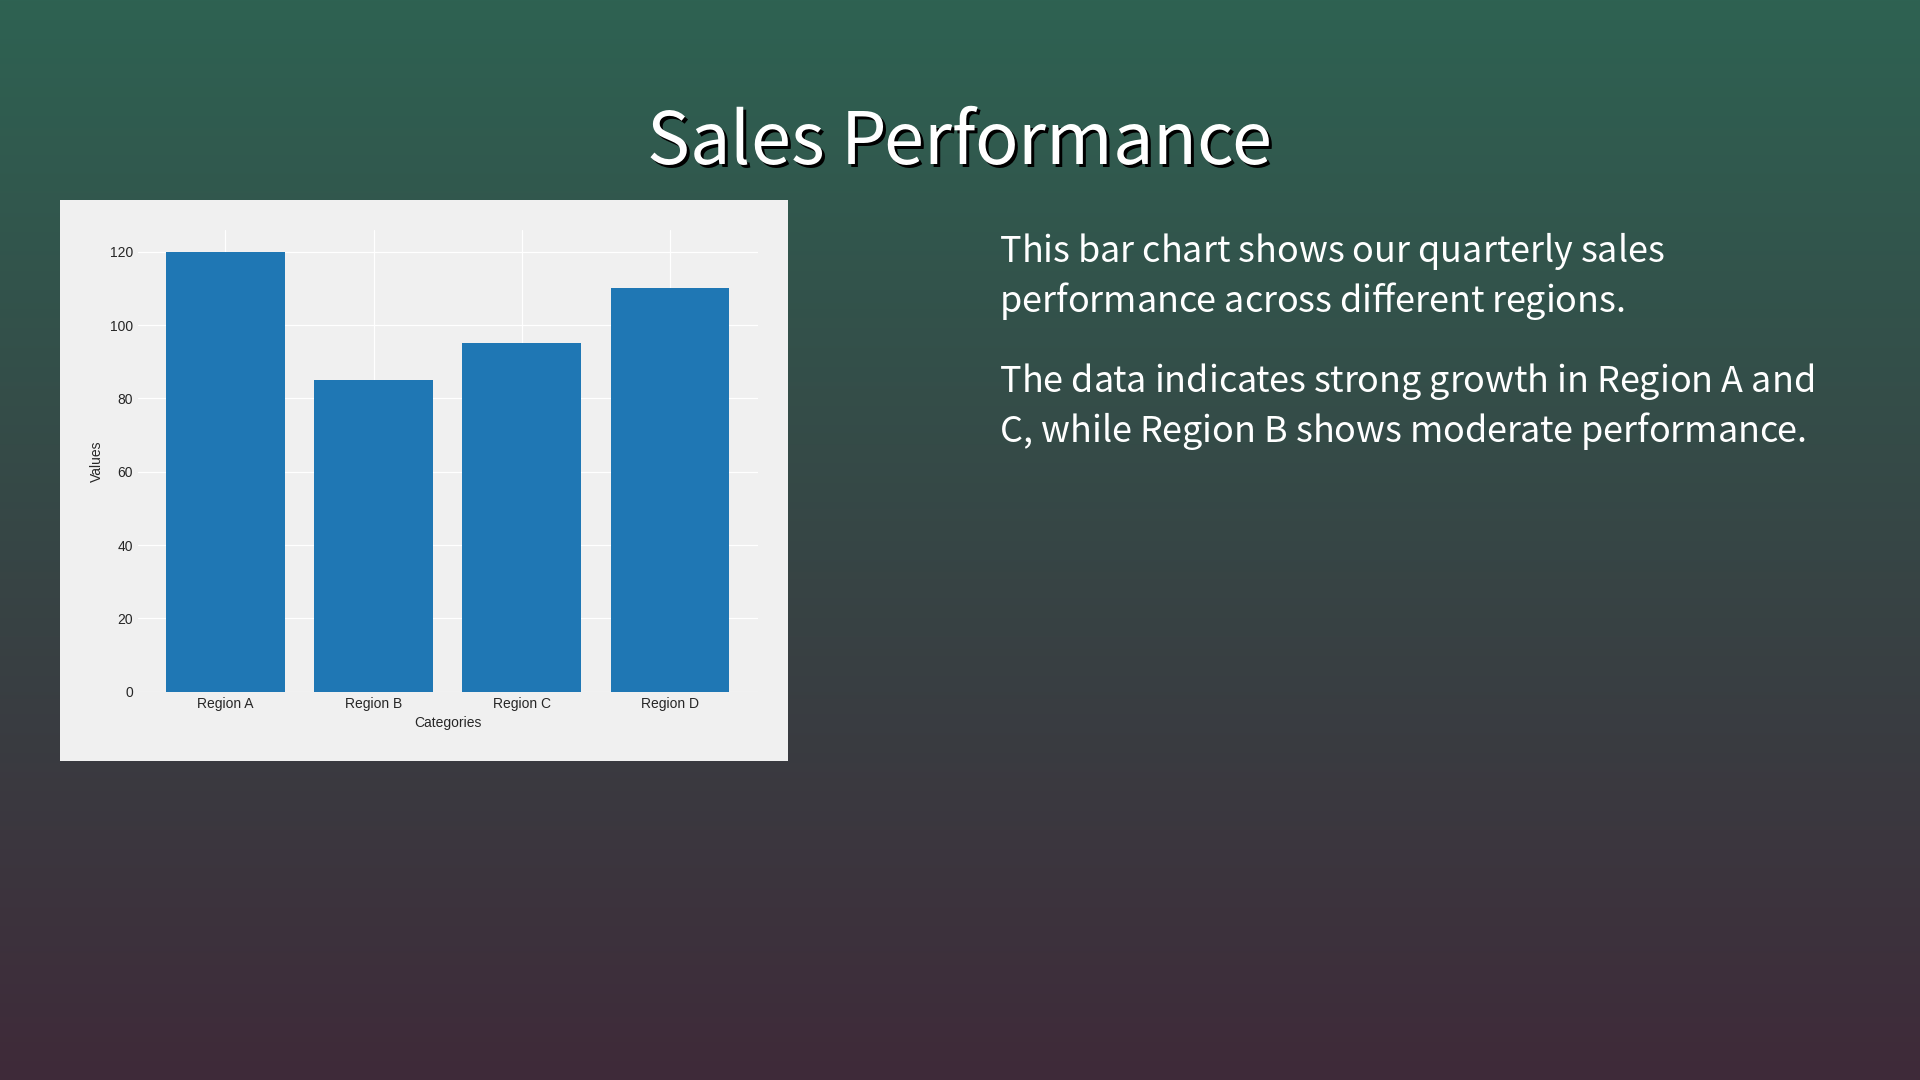 Sales Performance
120
100
80
60
40
20
0
Values
Region A
Region B
Region C
Region D
Categories
This bar chart shows our quarterly sales
performance across different regions.
The data indicates strong growth in Region A and
C, while Region B shows moderate performance.